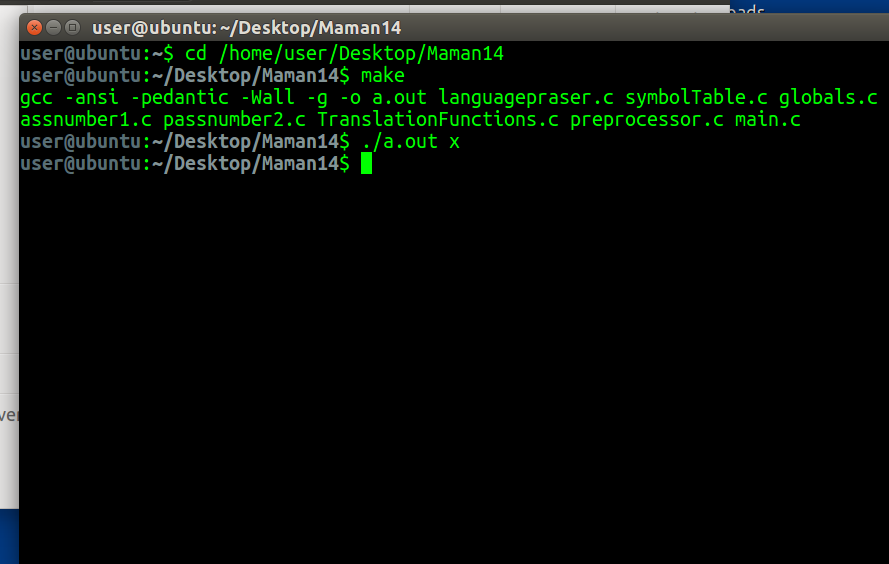 user@ubuntu: ~/Desktop/Maman14
user@ubuntu:~$ cd /home/user/Desktop/Maman14
user@ubuntu:~/Desktop/Maman14$ make
gcc -ansi -pedantic -Wall -g -o a.out languagepraser.c symbolTable.c globals.c
assnumber1.c passnumber2.c TranslationFunctions.c preprocessor.c main.c
user@ubuntu:~/Desktop/Maman14$ ./a.out x
user@ubuntu:~/Desktop/Maman14$